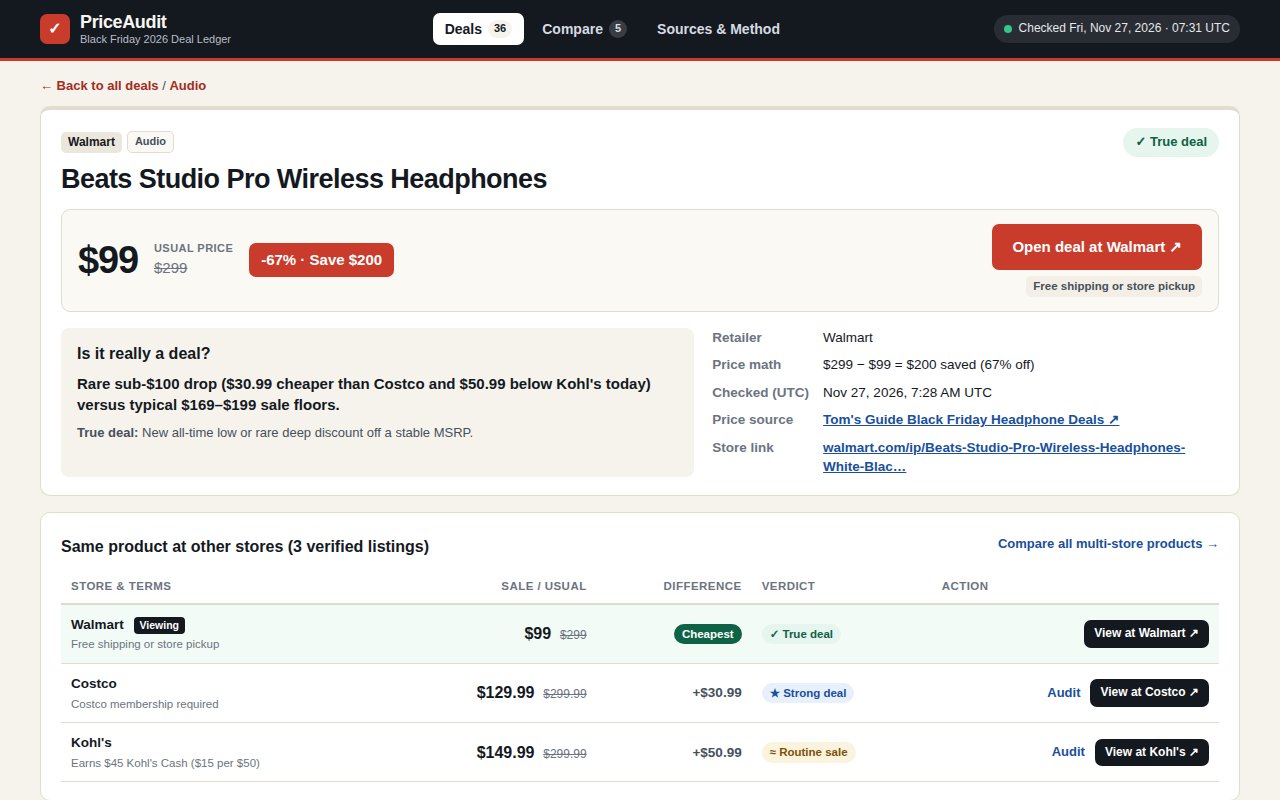 ✓ PriceAudit
Black Friday 2026 Deal Ledger
Deals 36 Compare 5 Sources & Method
Checked Fri, Nov 27, 2026 · 07:31 UTC
← Back to all deals / Audio
Walmart Audio
✓ True deal
Beats Studio Pro Wireless Headphones
$99
USUAL PRICE
$299
-67% · Save $200
Open deal at Walmart ↗
Free shipping or store pickup
Is it really a deal?
Rare sub-$100 drop ($30.99 cheaper than Costco and $50.99 below Kohl's today)
versus typical $169–$199 sale floors.
True deal: New all-time low or rare deep discount off a stable MSRP.
Retailer Walmart
Price math $299 − $99 = $200 saved (67% off)
Checked (UTC) Nov 27, 2026, 7:28 AM UTC
Price source Tom's Guide Black Friday Headphone Deals ↗
Store link walmart.com/ip/Beats-Studio-Pro-Wireless-Headphones-
White-Blac…
Same product at other stores (3 verified listings)
Compare all multi-store products →
STORE & TERMS SALE / USUAL DIFFERENCE VERDICT ACTION
Walmart Viewing
Free shipping or store pickup
$99 $299 Cheapest ✓ True deal View at Walmart ↗
Costco
Costco membership required
$129.99 $299.99 +$30.99 ★ Strong deal Audit View at Costco ↗
Kohl's
Earns $45 Kohl's Cash ($15 per $50)
$149.99 $299.99 +$50.99 ≈ Routine sale Audit View at Kohl's ↗